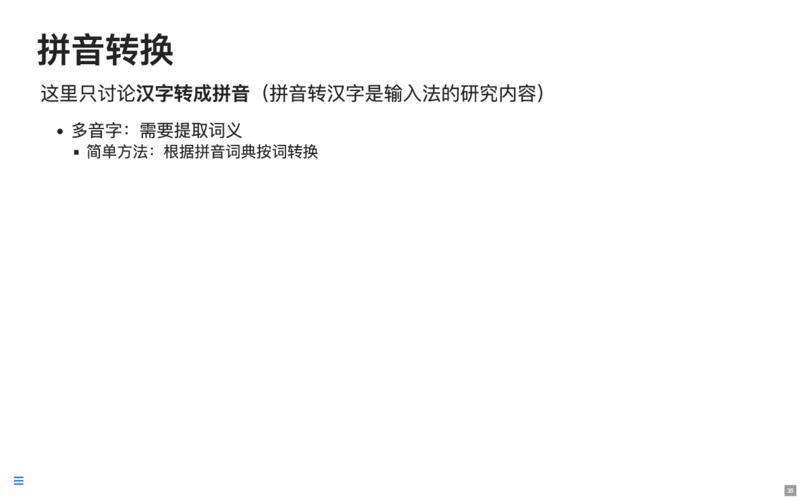 拼音转换
这里只讨论汉字转成拼音（拼音转汉字是输入法的研究内容）
多音字：需要提取词义
简单方法：根据拼音词典按词转换